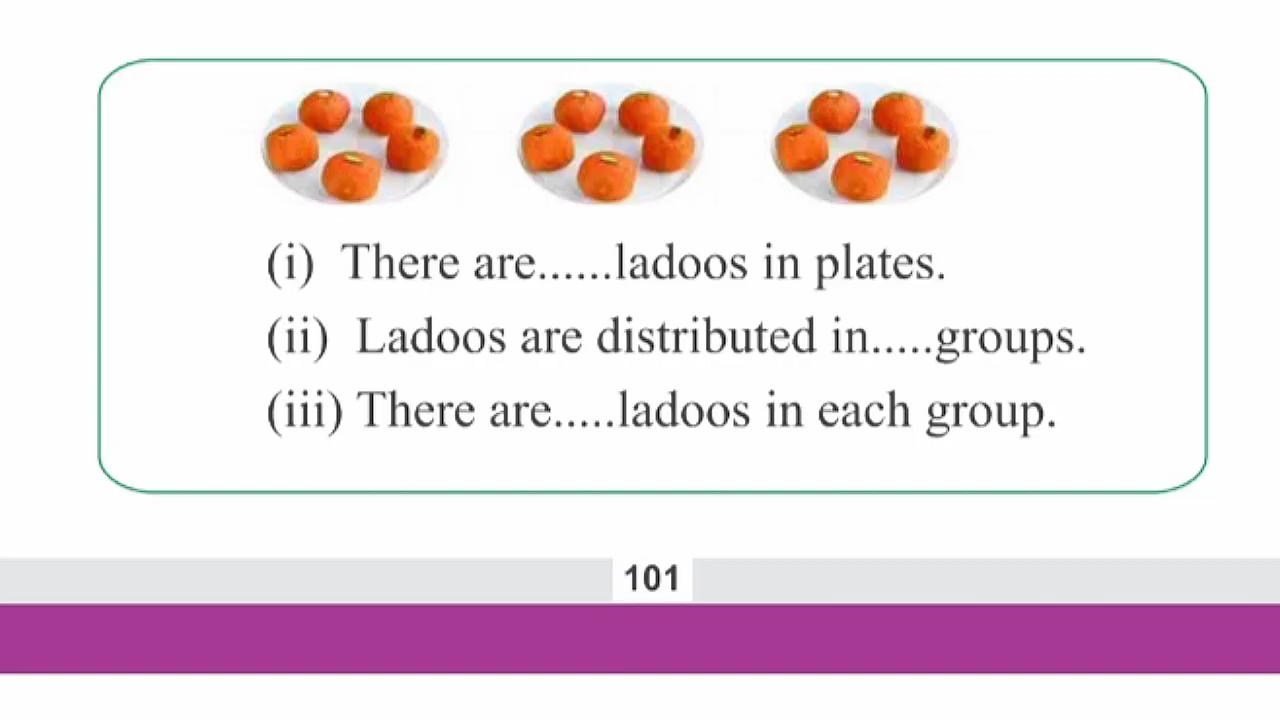 (i) There are......ladoos in plates.
(ii) Ladoos are distributed in.....groups.
(iii) There are.....ladoos in each group.
101